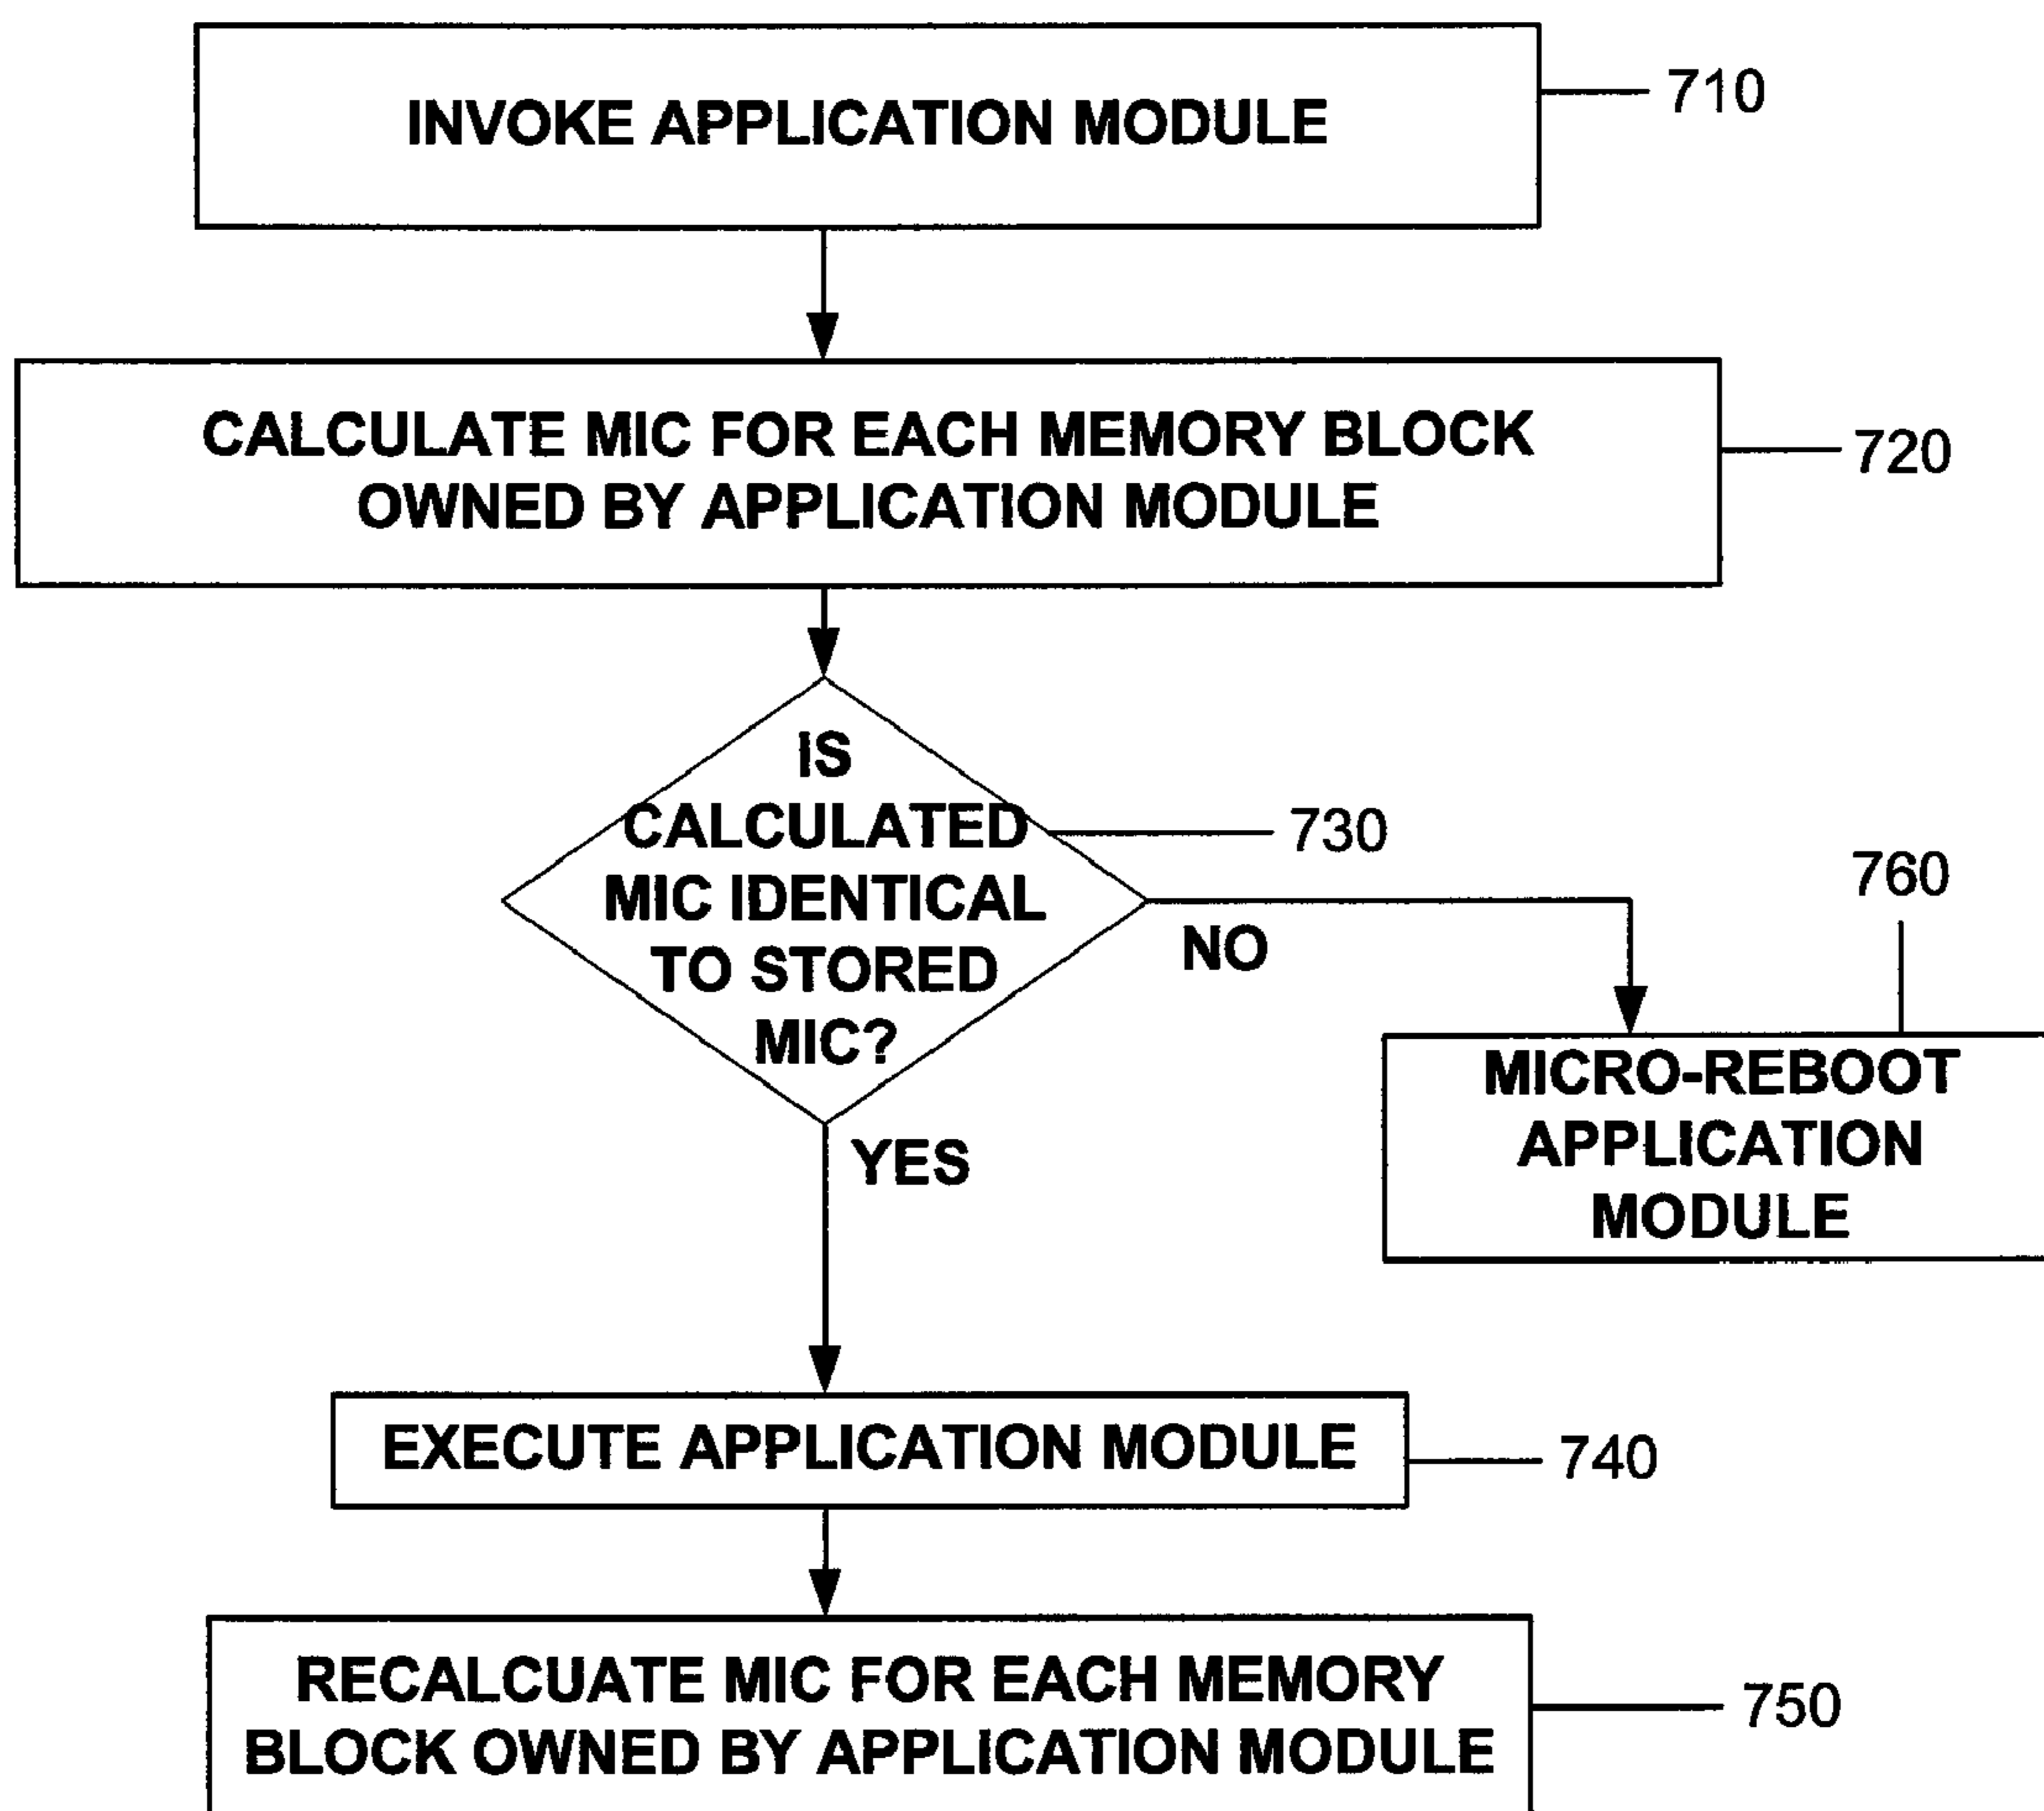 INVOKE APPLICATION MODULE
710
CALCULATE MIC FOR EACH MEMORY BLOCK
OWNED BY APPLICATION MODULE
720
IS
CALCULATED
MIC IDENTICAL
TO STORED
MIC?
730
NO
760
MICRO-REBOOT
APPLICATION
MODULE
YES
EXECUTE APPLICATION MODULE
740
RECALCUATE MIC FOR EACH MEMORY
BLOCK OWNED BY APPLICATION MODULE
750